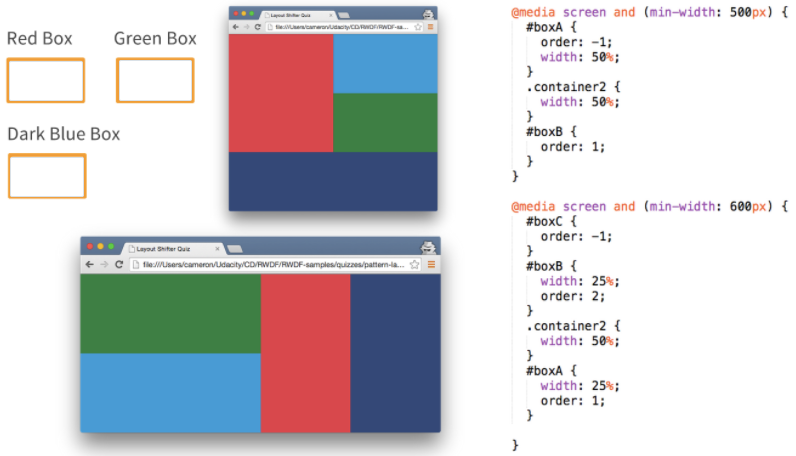 Red Box
Green Box
Dark Blue Box
Layout Shifter Quiz
file:///Users/cameron/Udacity/CD/RWDF/RWDF-sa...
Layout Shifter Quiz
file:///Users/cameron/Udacity/CD/RWDF/RWDF-samples/quizzes/pattern-la...
@media screen and (min-width: 500px) {
#boxA {
order: -1;
width: 50%;
}
.container2 {
width: 50%;
}
#boxB {
order: 1;
}
}
@media screen and (min-width: 600px) {
#boxC {
order: -1;
}
#boxB {
width: 25%;
order: 2;
}
.container2 {
width: 50%;
}
#boxA {
width: 25%;
order: 1;
}
}